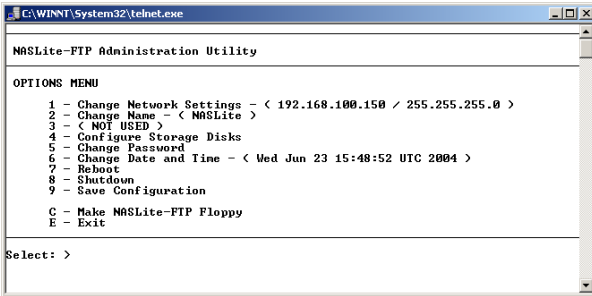 C:\WINNT\System32\telnet.exe
NASLite-FTP Administration Utility
OPTIONS MENU
1 - Change Network Settings - ( 192.168.100.150 / 255.255.255.0 )
2 - Change Name - ( NASLite )
3 - ( NOT USED )
4 - Configure Storage Disks
5 - Change Password
6 - Change Date and Time - ( Wed Jun 23 15:48:52 UTC 2004 )
7 - Reboot
8 - Shutdown
9 - Save Configuration
C - Make NASLite-FTP Floppy
E - Exit
Select: >